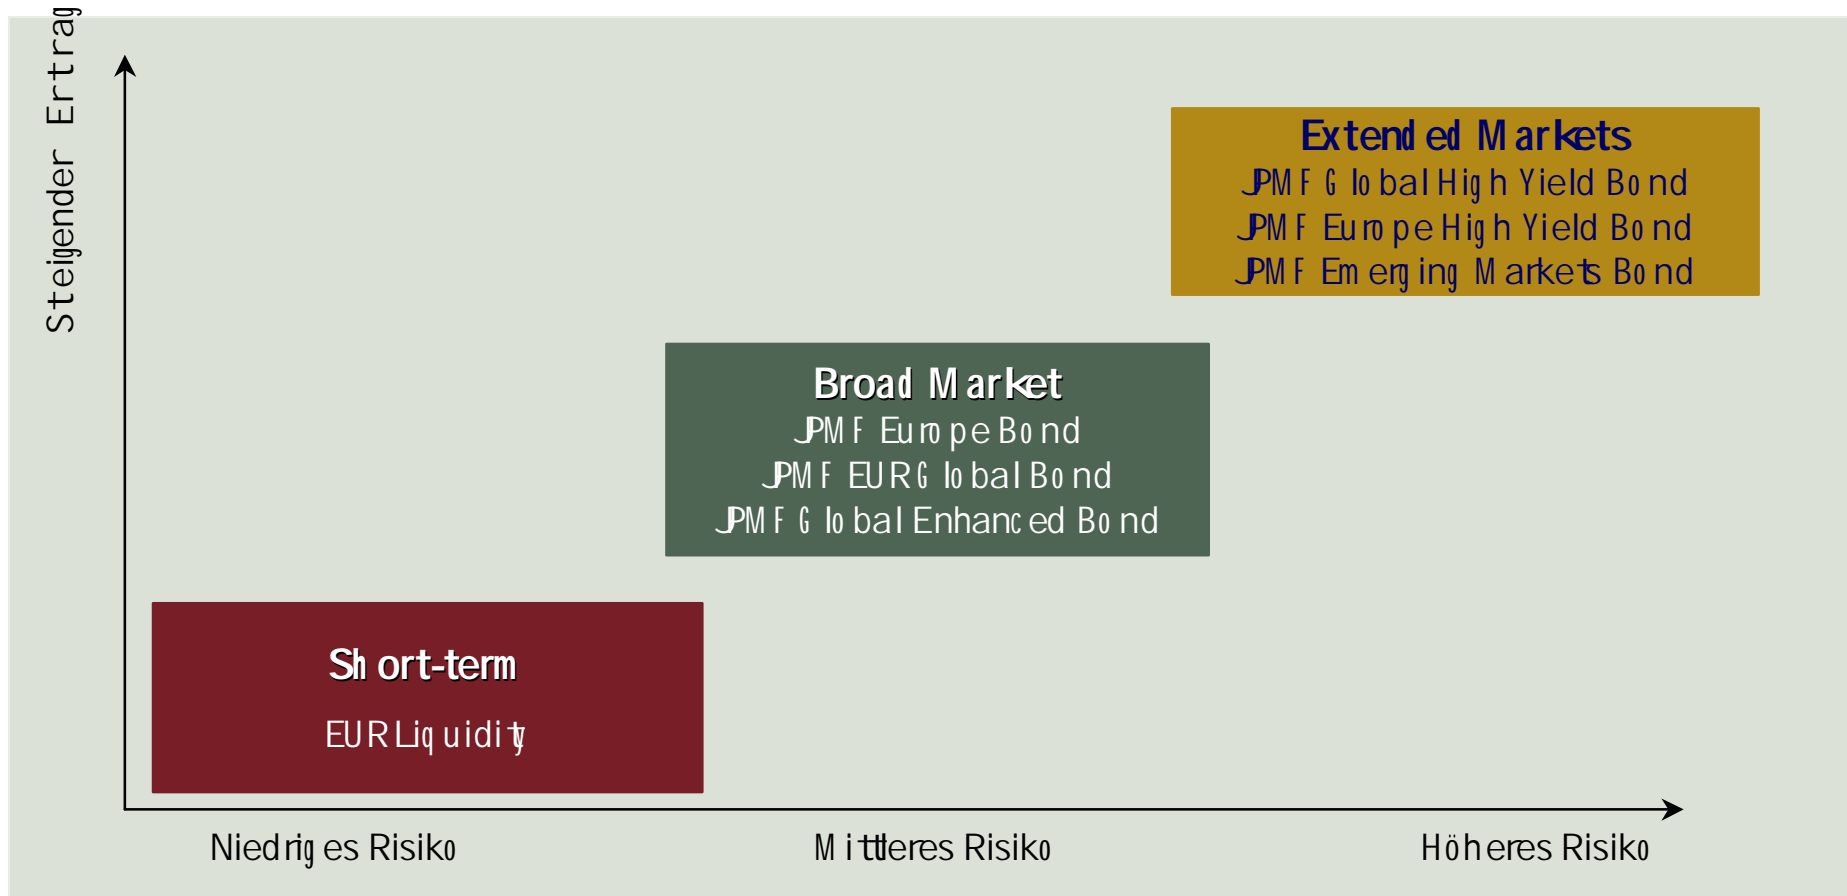 Steigender Ertrag
Extended Markets
JPMF Global High Yield Bond
JPMF Europe High Yield Bond
JPMF Emerging Markets Bond
Broad Market
JPMF Europe Bond
JPMF EUR Global Bond
JPMF Global Enhanced Bond
Short-term
EUR Liquidity
Niedriges Risiko
Mittleres Risiko
Höheres Risiko